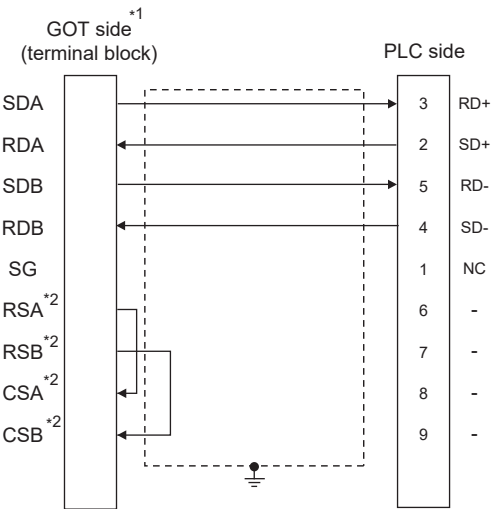 GOT side*1
(terminal block)
PLC side
SDA 3 RD+
RDA 2 SD+
SDB 5 RD-
RDB 4 SD-
SG 1 NC
RSA*2 6 -
RSB*2 7 -
CSA*2 8 -
CSB*2 9 -